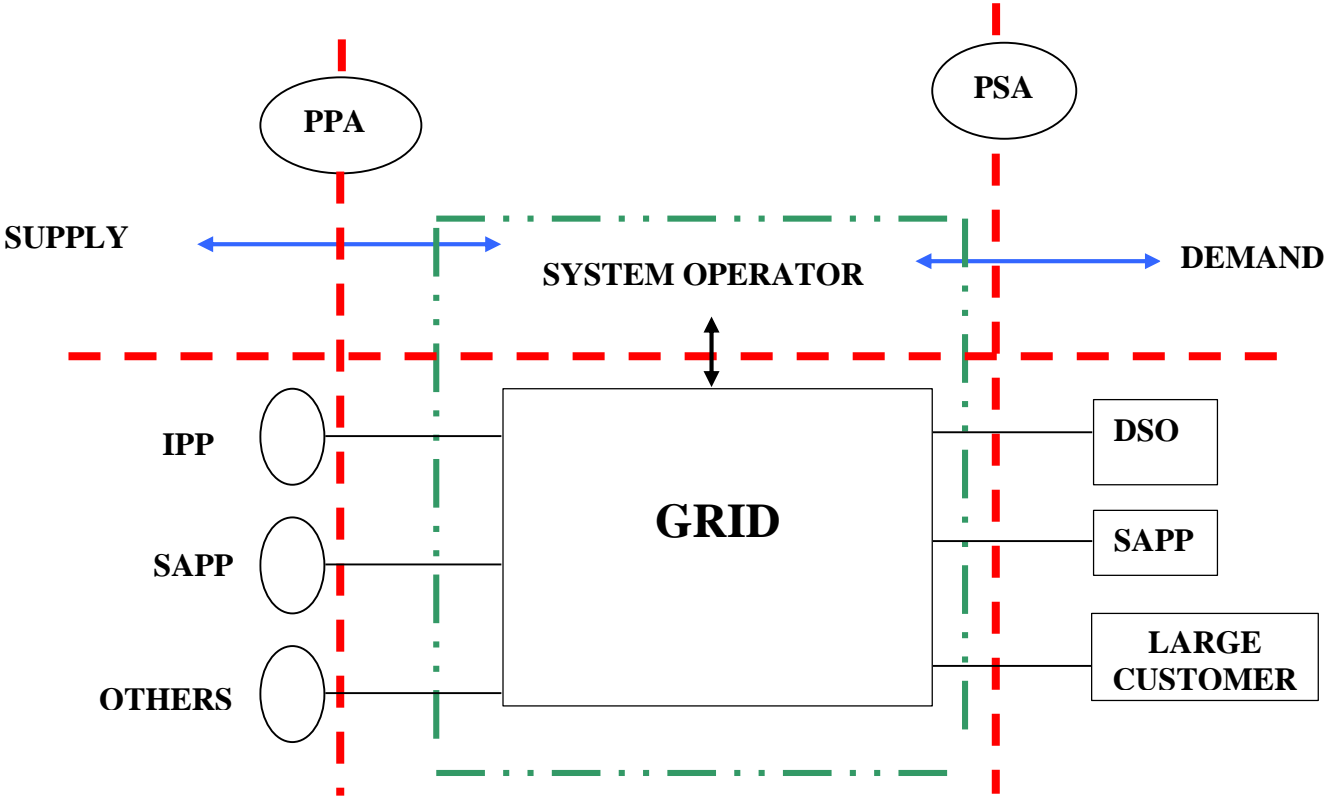 PPA
PSA
SUPPLY
SYSTEM OPERATOR
DEMAND
IPP
SAPP
OTHERS
GRID
DSO
SAPP
LARGE
CUSTOMER